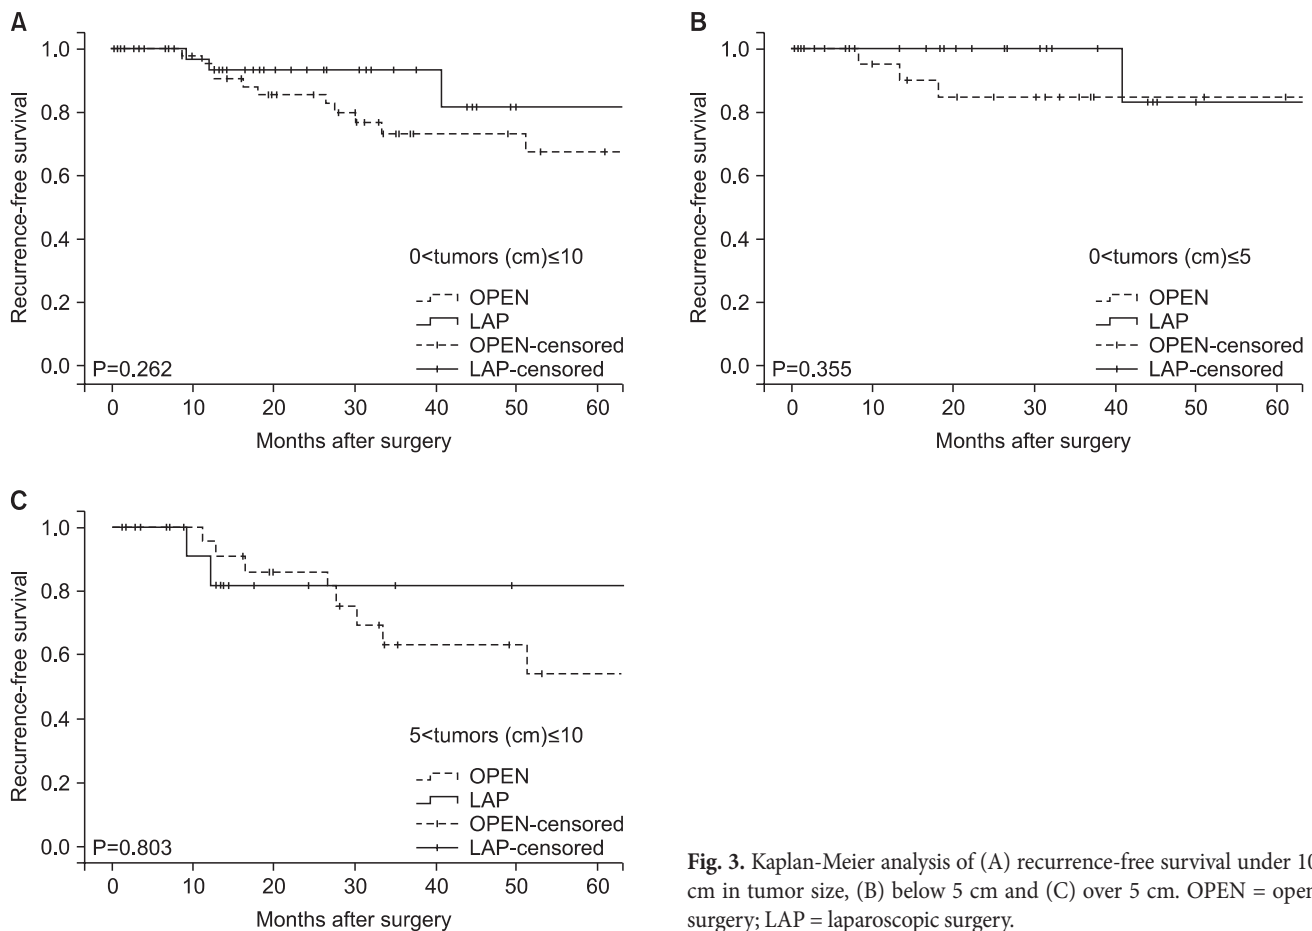 A
1.0
0.8
0.6
0.4
0.2
0.0
Recurrence-free survival
0<tumors (cm)≤10
OPEN
LAP
OPEN-censored
LAP-censored
P=0.262
0 10 20 30 40 50 60
Months after surgery
B
1.0
0.8
0.6
0.4
0.2
0.0
Recurrence-free survival
0<tumors (cm)≤5
OPEN
LAP
OPEN-censored
LAP-censored
P=0.355
0 10 20 30 40 50 60
Months after surgery
C
1.0
0.8
0.6
0.4
0.2
0.0
Recurrence-free survival
5<tumors (cm)≤10
OPEN
LAP
OPEN-censored
LAP-censored
P=0.803
0 10 20 30 40 50 60
Months after surgery
Fig. 3. Kaplan-Meier analysis of (A) recurrence-free survival under 10
cm in tumor size, (B) below 5 cm and (C) over 5 cm. OPEN = open
surgery; LAP = laparoscopic surgery.